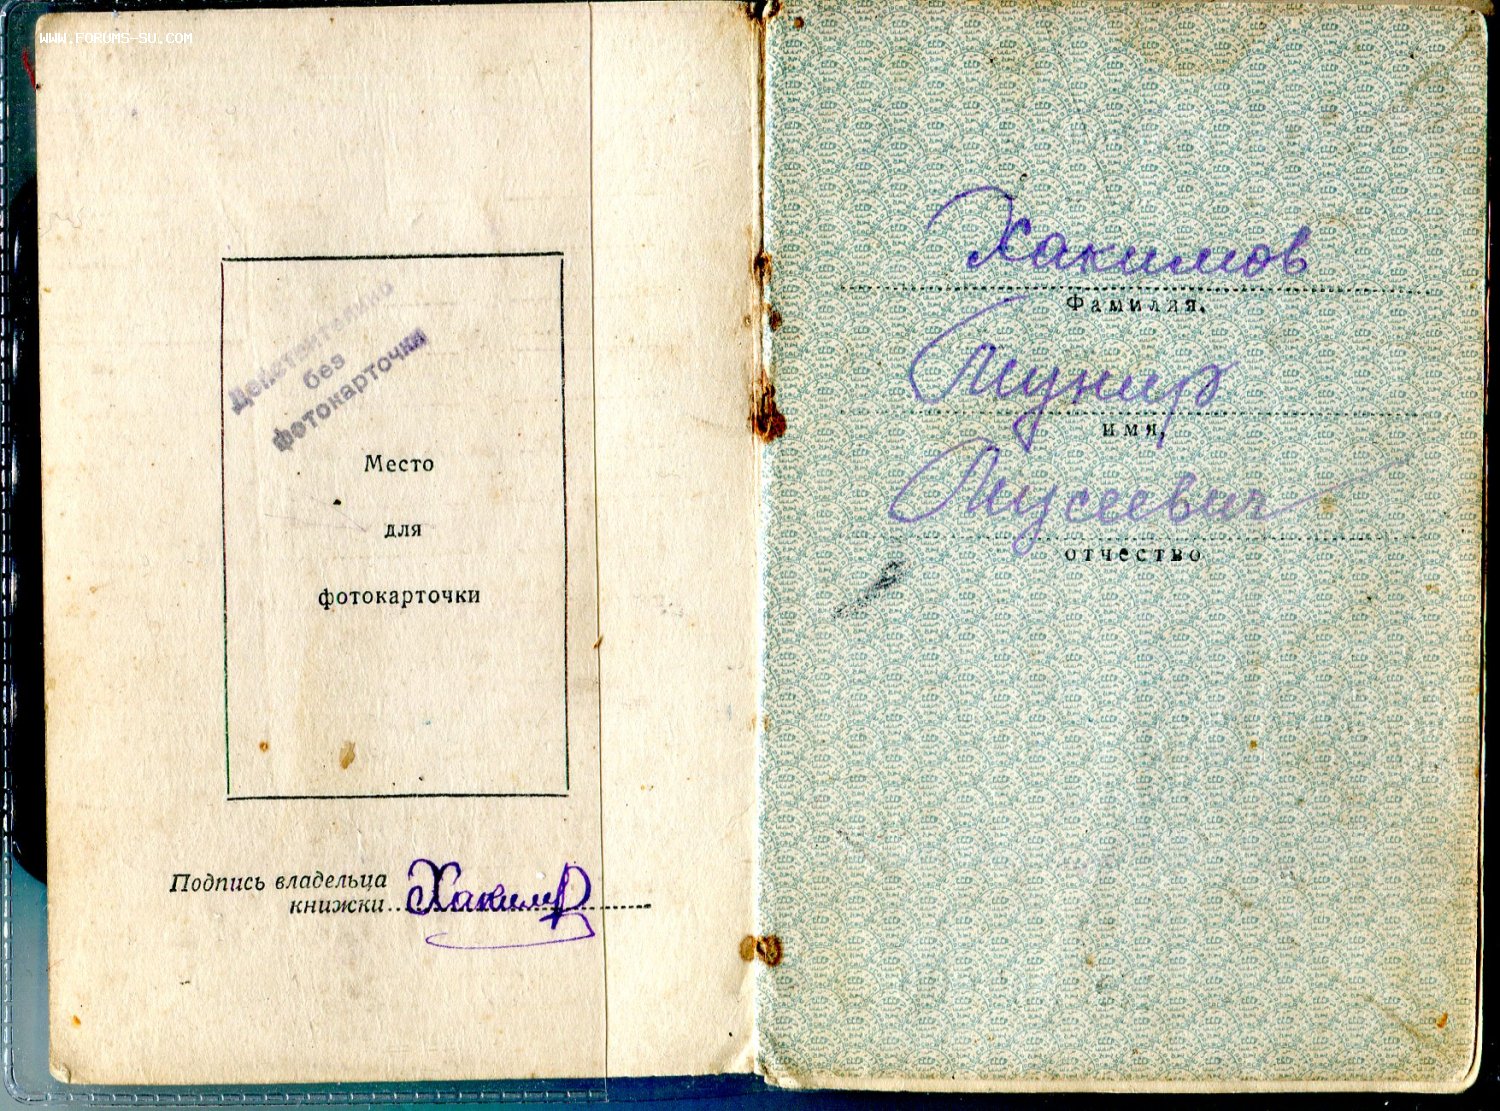 WWW.FORUMS-SU.COM
Действительно
без
фотокарточки
Место
для
фотокарточки
Подпись владельца
книжки
Хакимов
Фамилия,
Мунир
имя,
Мусеевич
отчество